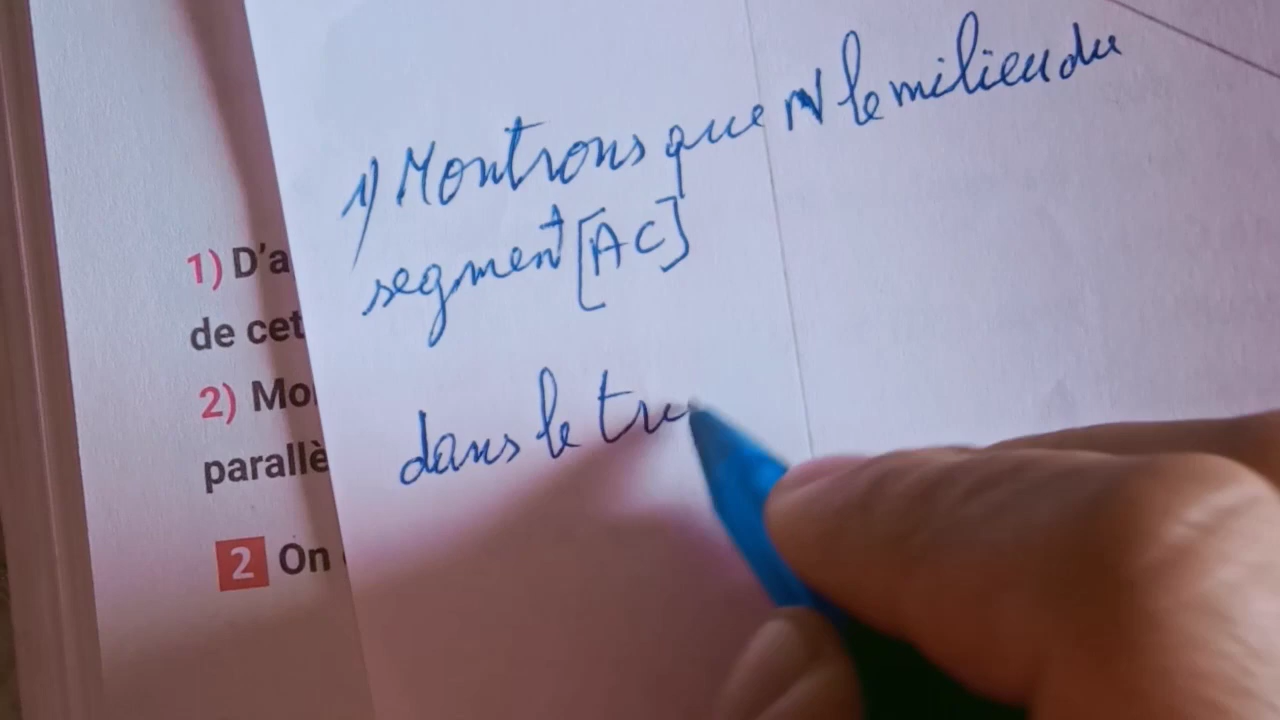 1) Montrons que N le milieu du
segment [AC]
dans le tr
1) D'a
de cet
2) Mo
parallè
2 On